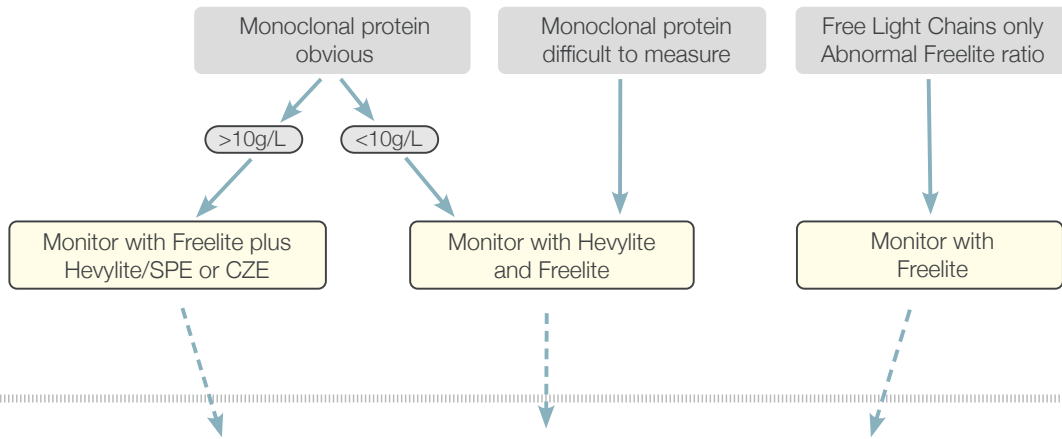 Monoclonal protein
obvious
Monoclonal protein
difficult to measure
Free Light Chains only
Abnormal Freelite ratio
>10g/L
<10g/L
Monitor with Freelite plus
Hevylite/SPE or CZE
Monitor with Hevylite
and Freelite
Monitor with
Freelite